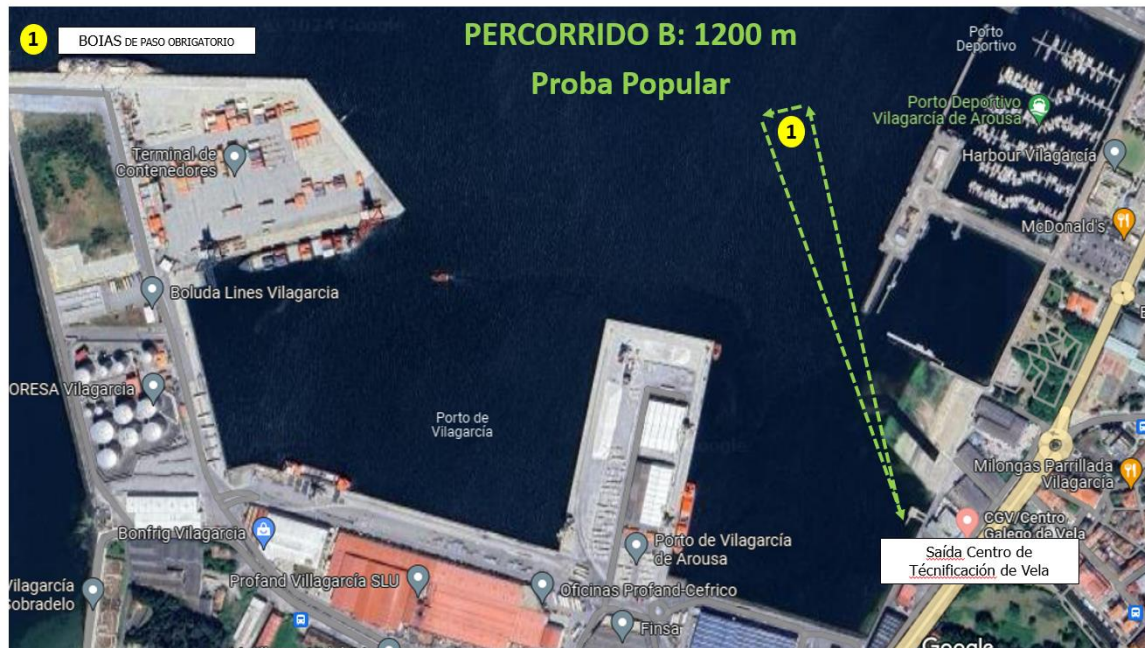 1
BOIAS DE PASO OBRIGATORIO
PERCORRIDO B: 1200 m
Proba Popular
Porto
Deportivo
Porto Deportivo
Vilagarcía de Arousa
1
Harbour Vilagarcía
Terminal de
Contenedores
McDonald's
Boluda Lines Vilagarcia
ORESA Vilagarcia
Porto de
Vilagarcía
Milongas Parrillada
Vilagarcía
CGV/Centro
Galego de Vela
Bonfrig Vilagarcia
Porto de Vilagarcía
de Arousa
Saída Centro de
Técnificación de Vela
Vilagarcía
Sobradelo
Profand Villagarcia SLU
Oficinas Profand-Cefrico
Finsa
Google